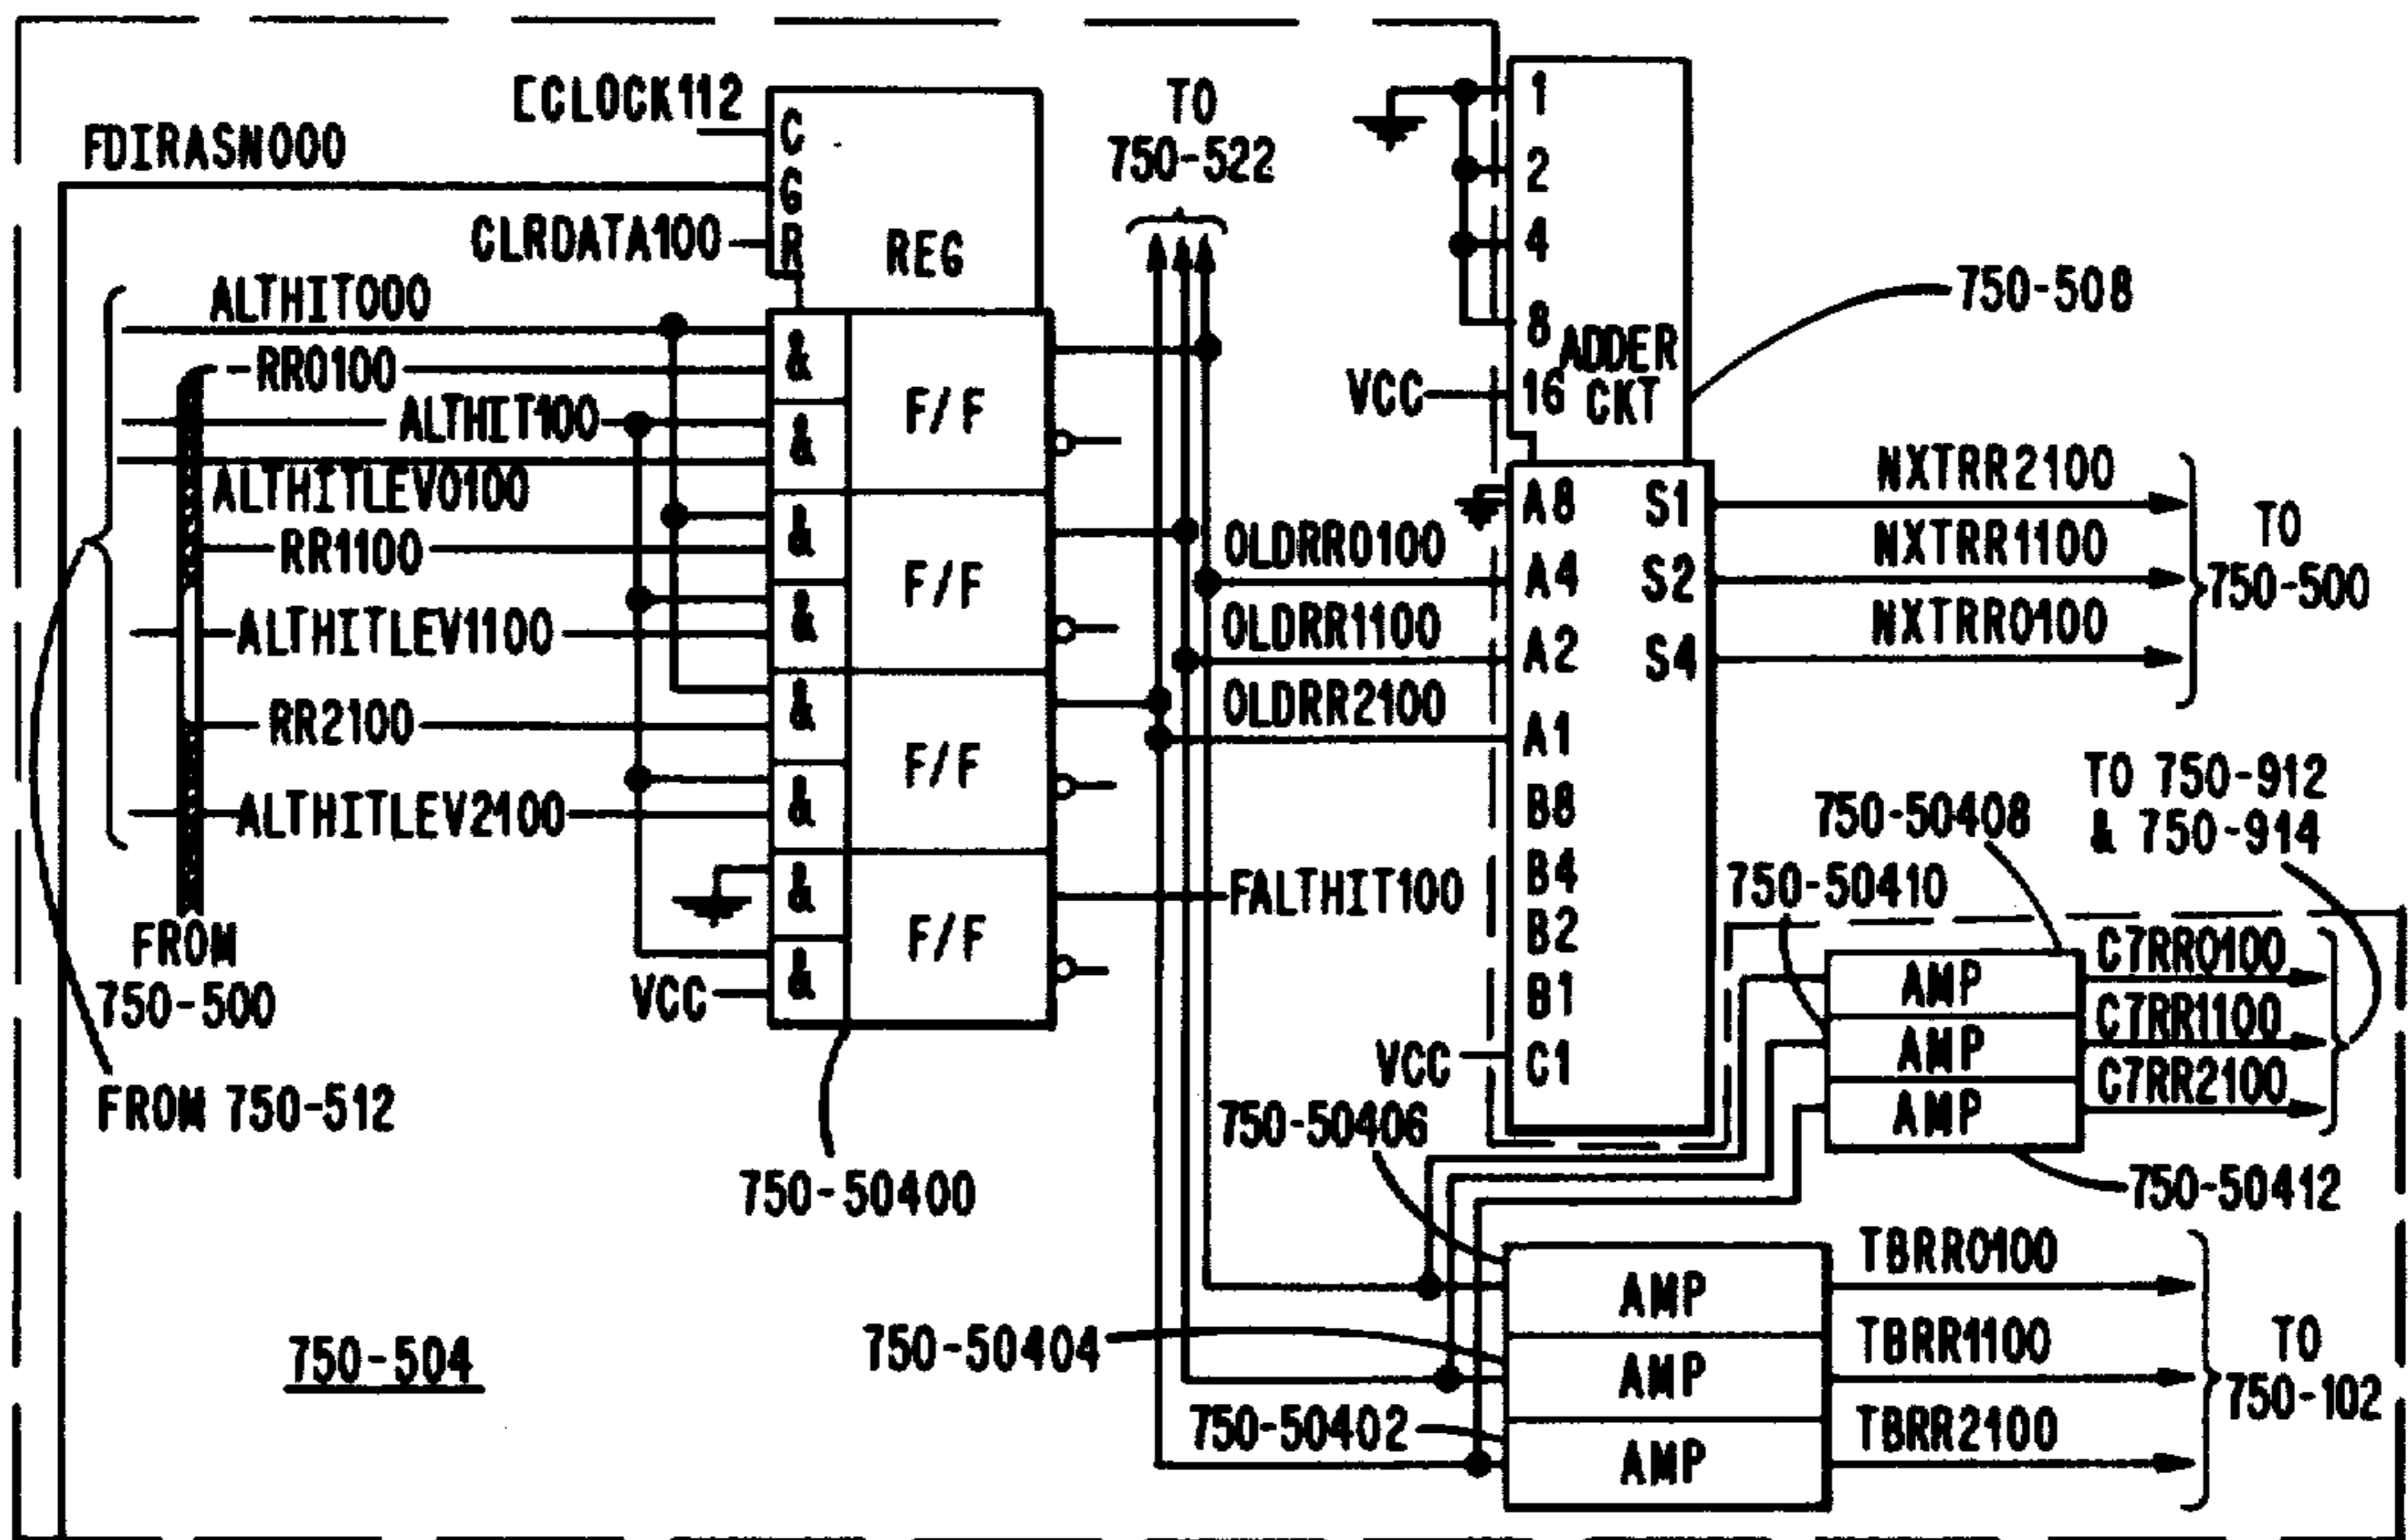 [CLOCK112
FDIRASN000
CLRDATA100
C
G
R
REG
ALTHIT000
RR0100
ALTHIT100
ALTHITLEV0100
RR1100
ALTHITLEV1100
RR2100
ALTHITLEV2100
FROM
750-500
FROM 750-512
VCC
&
&
&
&
&
&
&
&
F/F
F/F
F/F
F/F
750-50400
TO
750-522
FALTHIT100
1
2
4
8
16
VCC
ADDER
CKT
750-508
OLDRR0100
OLDRR1100
OLDRR2100
A8
A4
A2
A1
B8
B4
B2
B1
C1
VCC
S1
S2
S4
NXTRR2100
NXTRR1100
NXTRR0100
TO
750-500
TO 750-912
& 750-914
750-50408
750-50410
AMP
AMP
AMP
C7RR0100
C7RR1100
C7RR2100
750-50412
750-50406
750-50404
750-50402
AMP
AMP
AMP
TBRR0100
TBRR1100
TBRR2100
TO
750-102
750-504